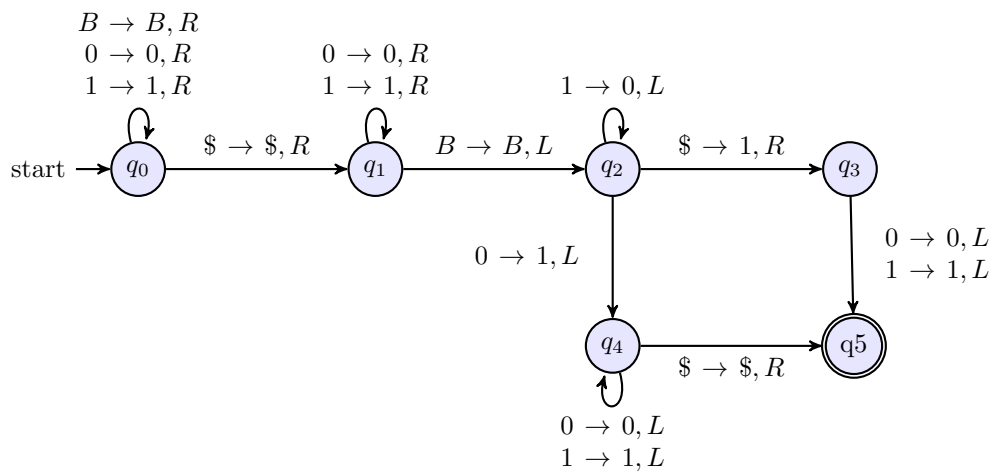 B → B, R
0 → 0, R
1 → 1, R
0 → 0, R
1 → 1, R
1 → 0, L
start
q0
$ → $, R
q1
B → B, L
q2
$ → 1, R
q3
0 → 1, L
0 → 0, L
1 → 1, L
q4
$ → $, R
q5
0 → 0, L
1 → 1, L